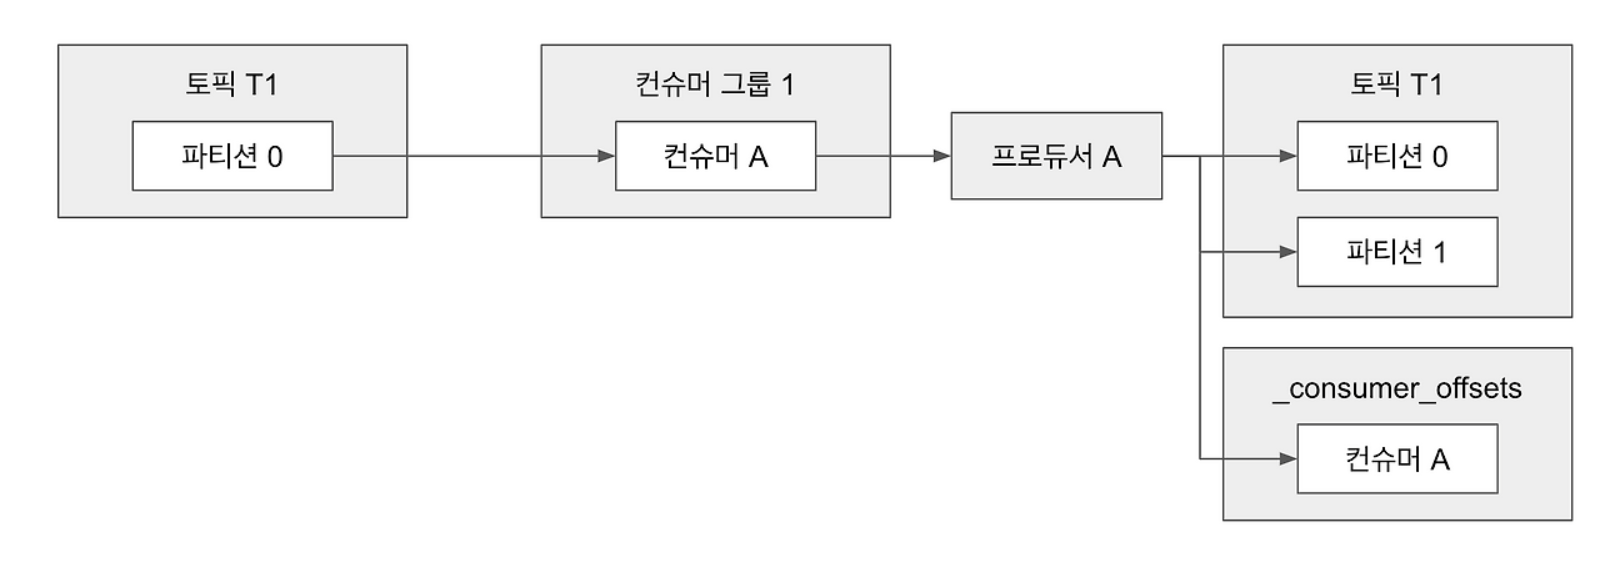 토픽 T1
파티션 0
컨슈머 그룹 1
컨슈머 A
프로듀서 A
토픽 T1
파티션 0
파티션 1
_consumer_offsets
컨슈머 A